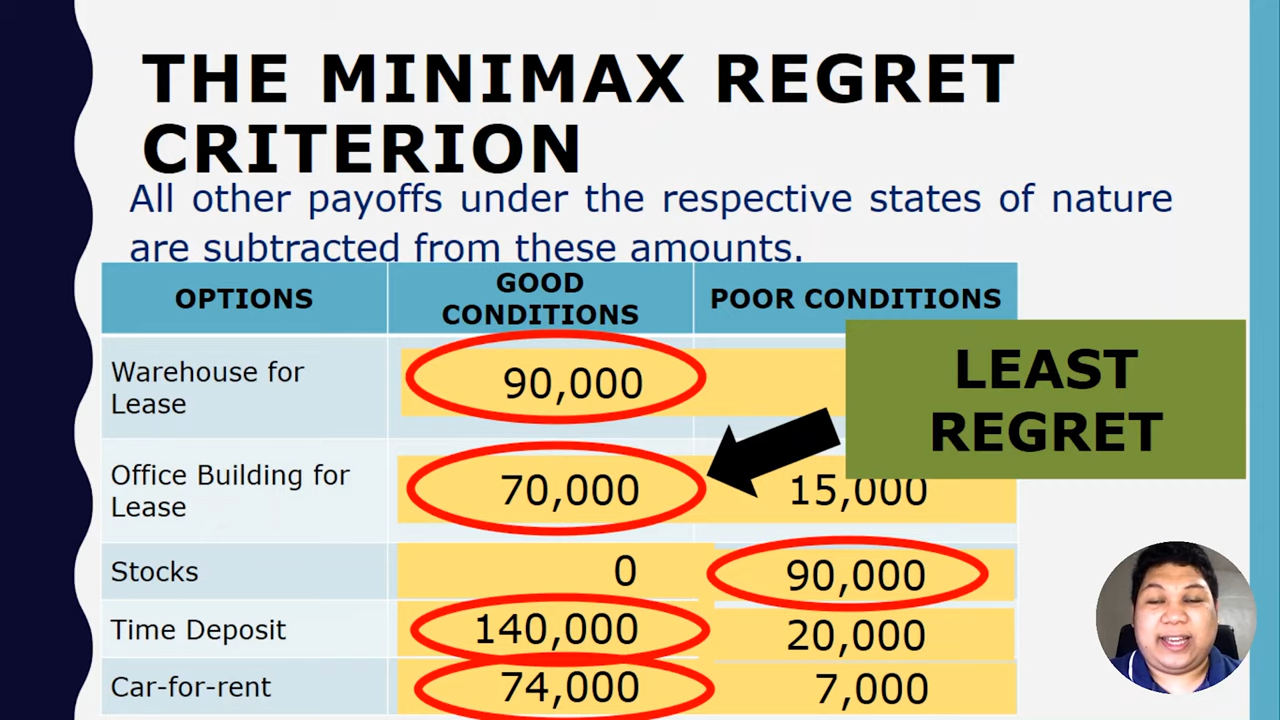 THE MINIMAX REGRET
CRITERION
All other payoffs under the respective states of nature
are subtracted from these amounts.
OPTIONS
GOOD
CONDITIONS
POOR CONDITIONS
Warehouse for
Lease
90,000
LEAST
REGRET
Office Building for
Lease
70,000
15,000
Stocks
0
90,000
Time Deposit
140,000
20,000
Car-for-rent
74,000
7,000